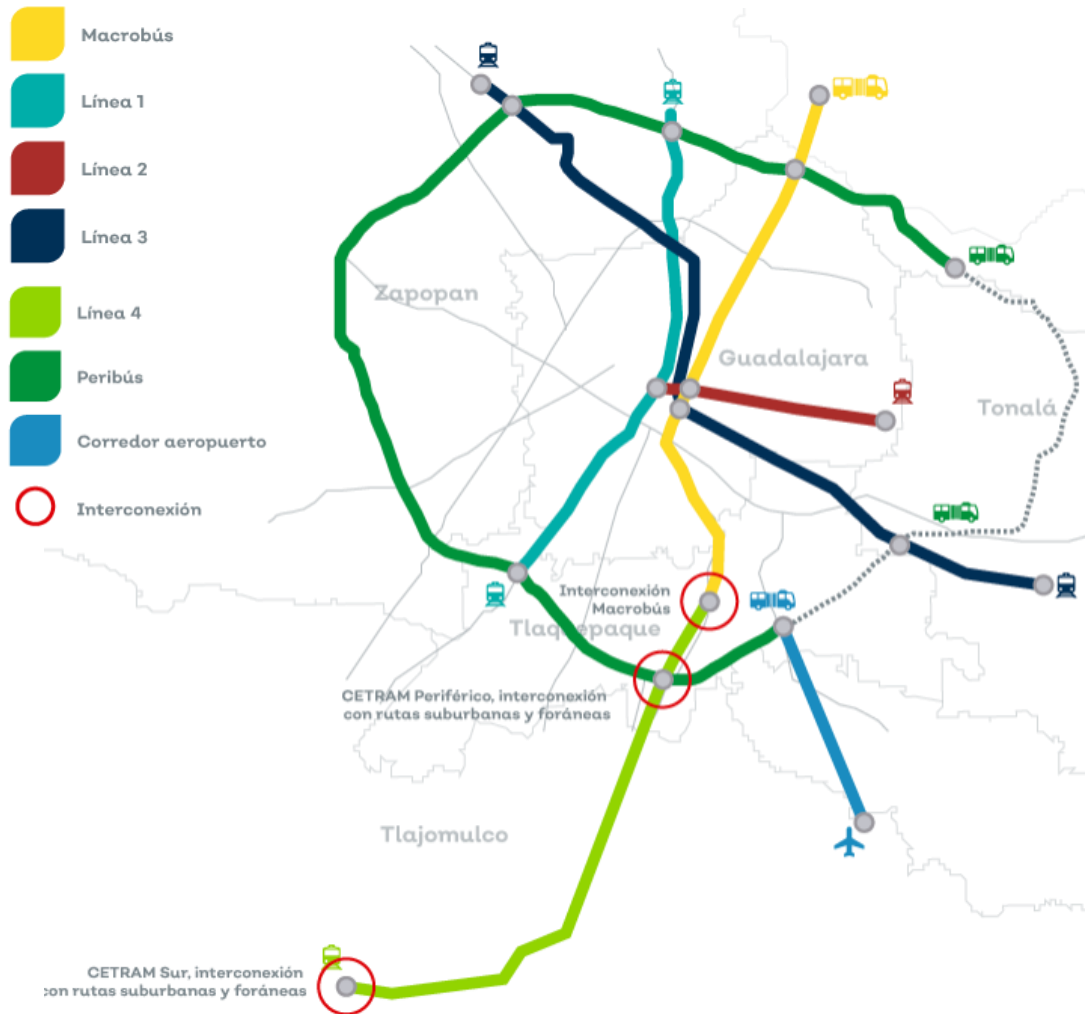 Macrobús
Línea 1
Línea 2
Línea 3
Línea 4
Peribús
Corredor aeropuerto
Interconexión
Zapopan
Guadalajara
Tonalá
Interconexión
Macrobús
Tlaquepaque
CETRAM Periférico, interconexión
con rutas suburbanas y foráneas
Tlajomulco
CETRAM Sur, interconexión
con rutas suburbanas y foráneas